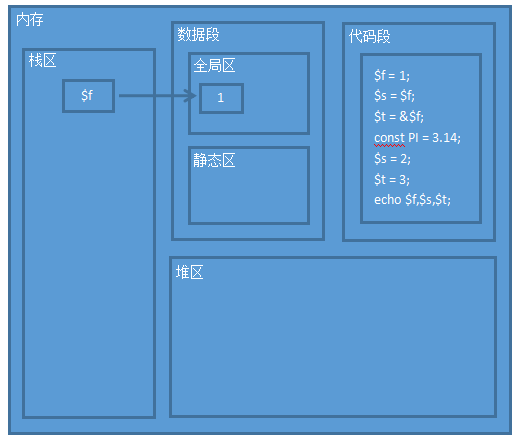 内存
栈区
$f
数据段
全局区
1
静态区
代码段
$f = 1;
$s = $f;
$t = &$f;
const PI = 3.14;
$s = 2;
$t = 3;
echo $f,$s,$t;
堆区